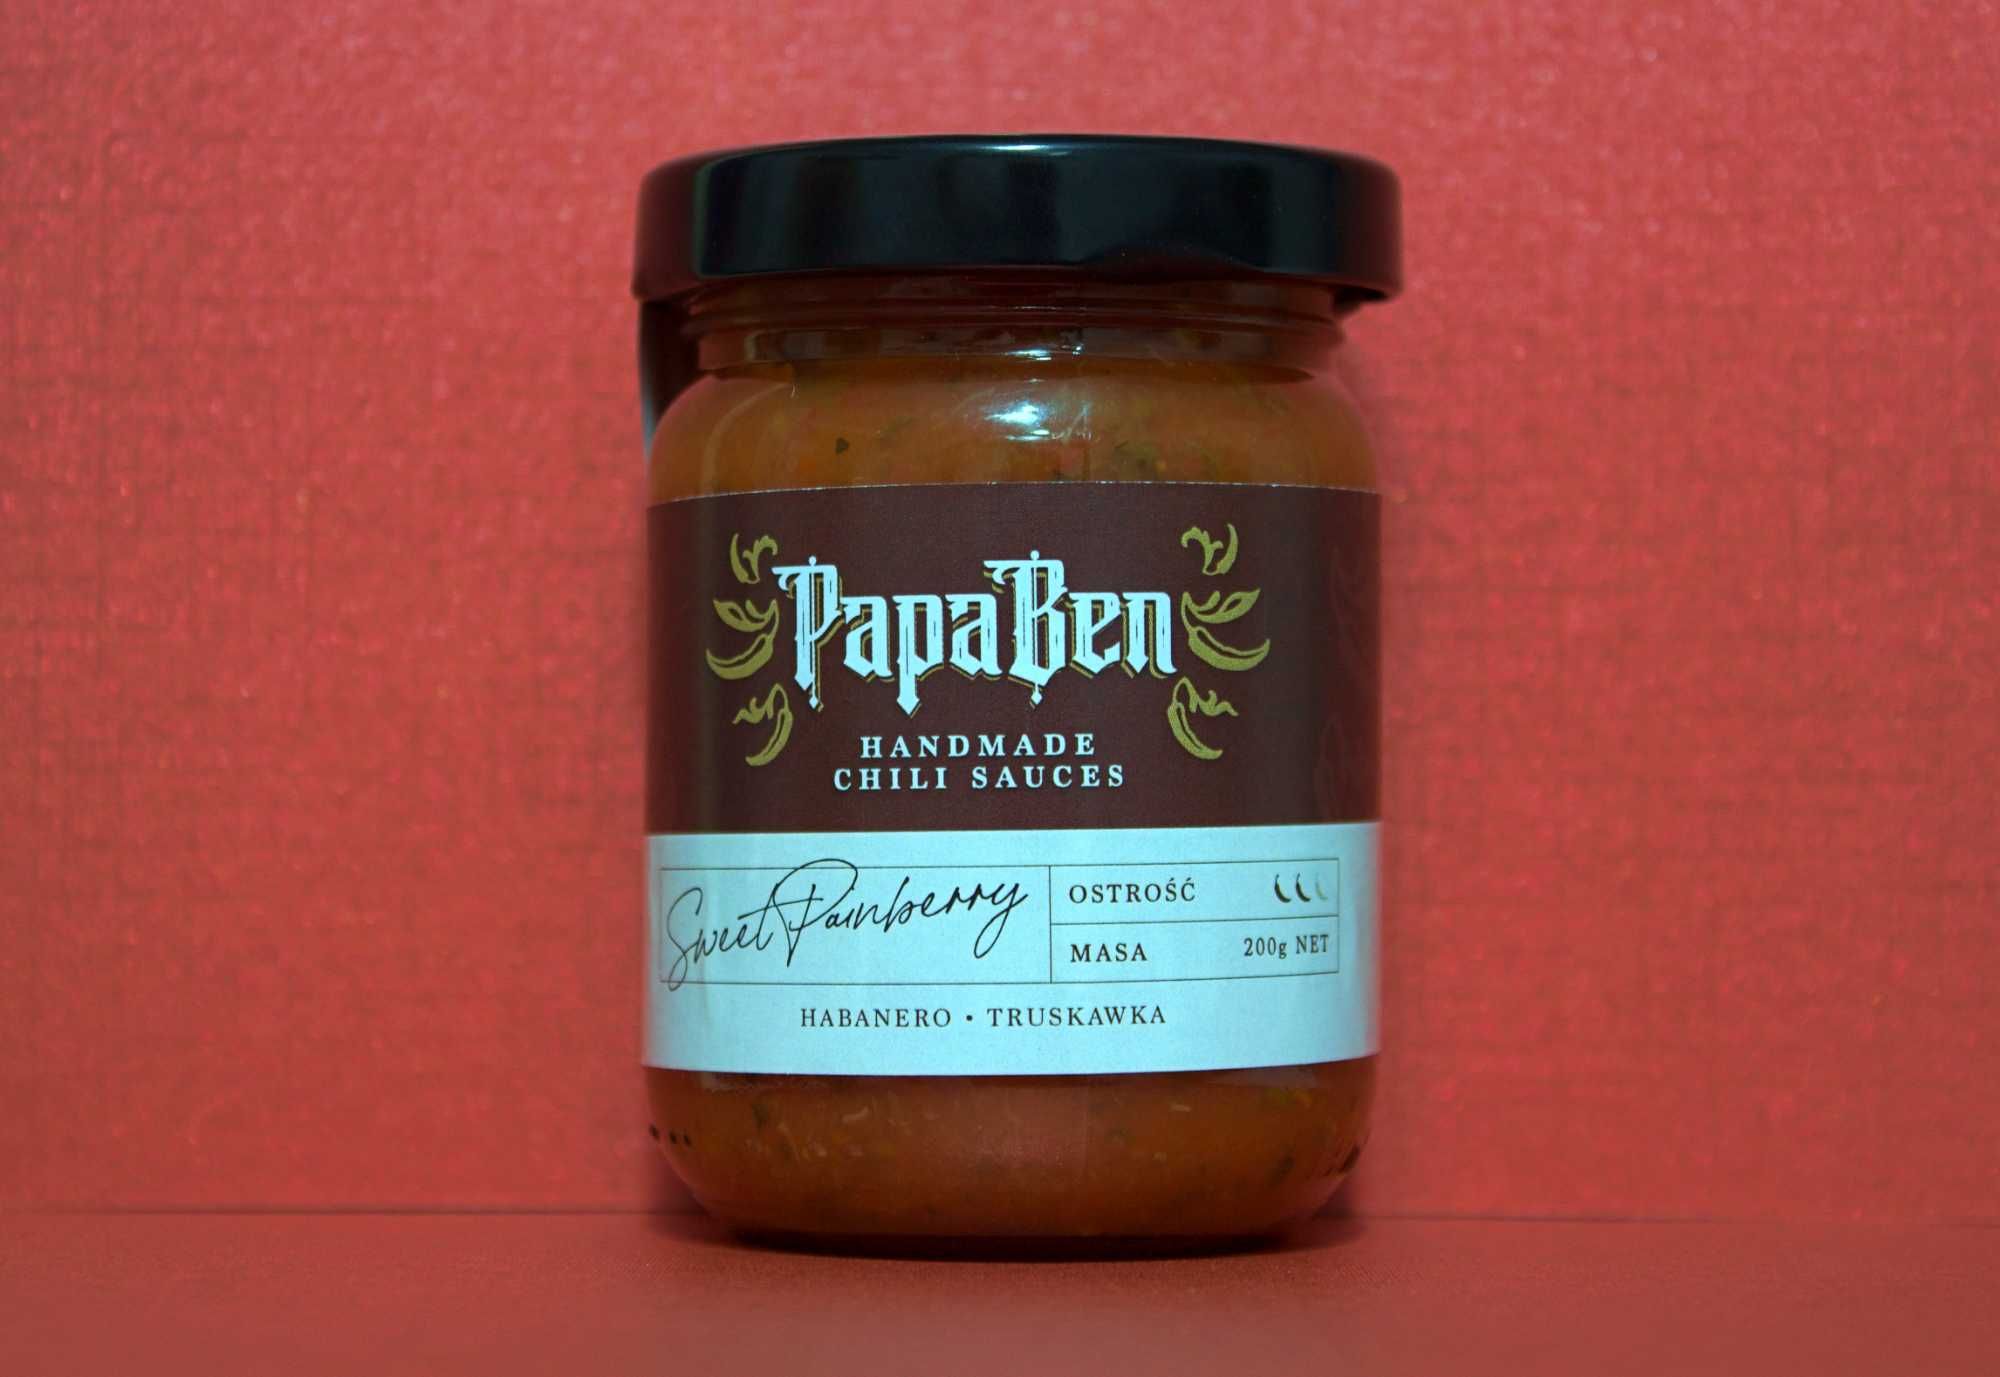 PapaBen
HANDMADE
CHILI SAUCES
Sweet Painberry
OSTROŚĆ
MASA 200g NET
HABANERO • TRUSKAWKA